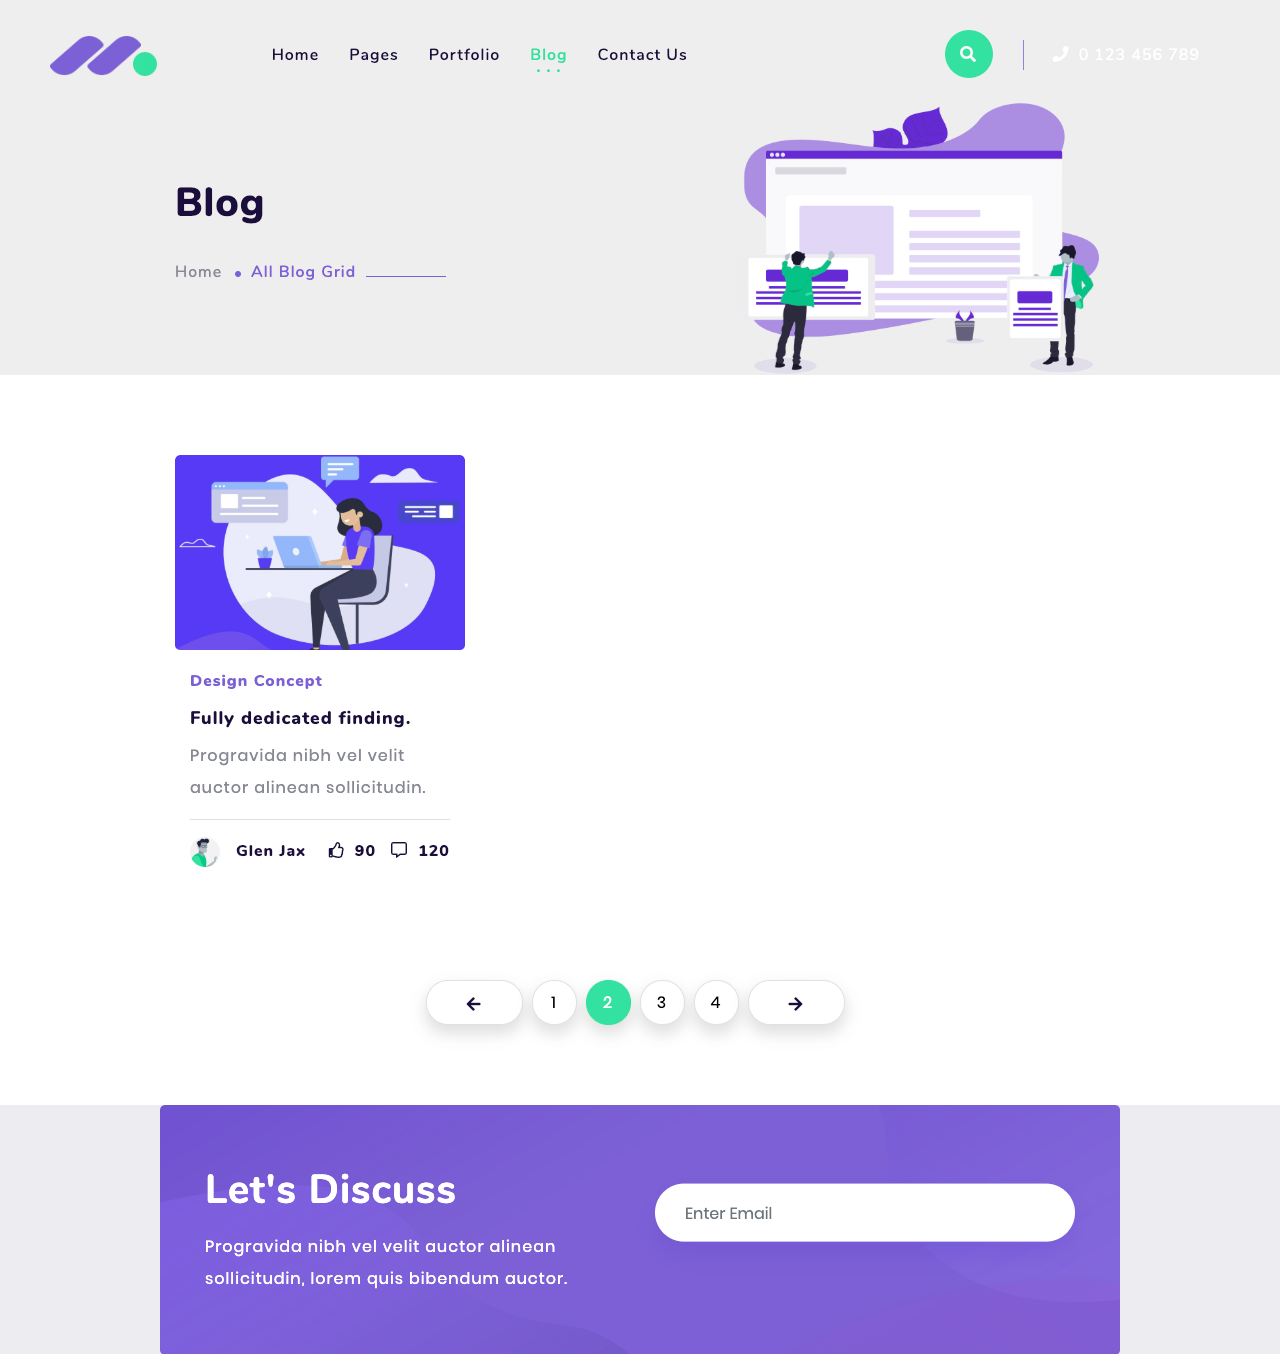 Home Pages Portfolio Blog Contact Us 0 123 456 789
Blog
Home All Blog Grid
Design Concept
Fully dedicated finding.
Progravida nibh vel velit
auctor alinean sollicitudin.
Glen Jax 90 120
1 2 3 4
Let's Discuss
Progravida nibh vel velit auctor alinean
sollicitudin, lorem quis bibendum auctor.
Enter Email